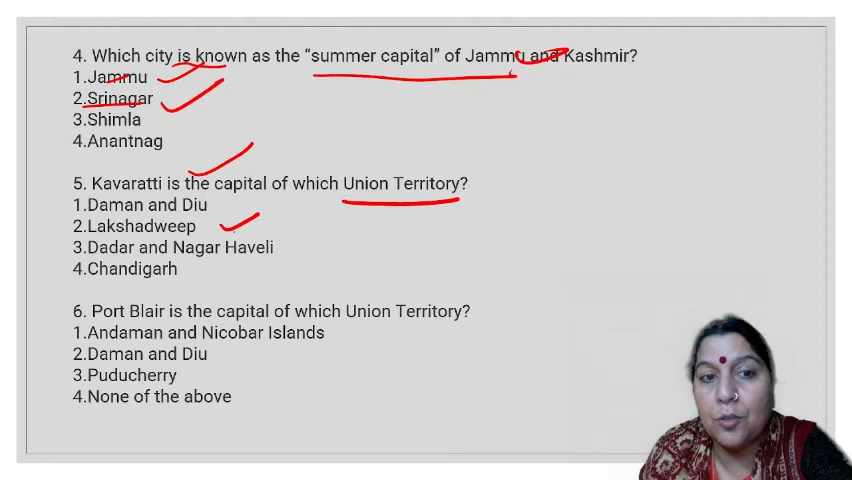 4. Which city is known as the “summer capital” of Jammu and Kashmir?
1.Jammu
2.Srinagar
3.Shimla
4.Anantnag
5. Kavaratti is the capital of which Union Territory?
1.Daman and Diu
2.Lakshadweep
3.Dadar and Nagar Haveli
4.Chandigarh
6. Port Blair is the capital of which Union Territory?
1.Andaman and Nicobar Islands
2.Daman and Diu
3.Puducherry
4.None of the above